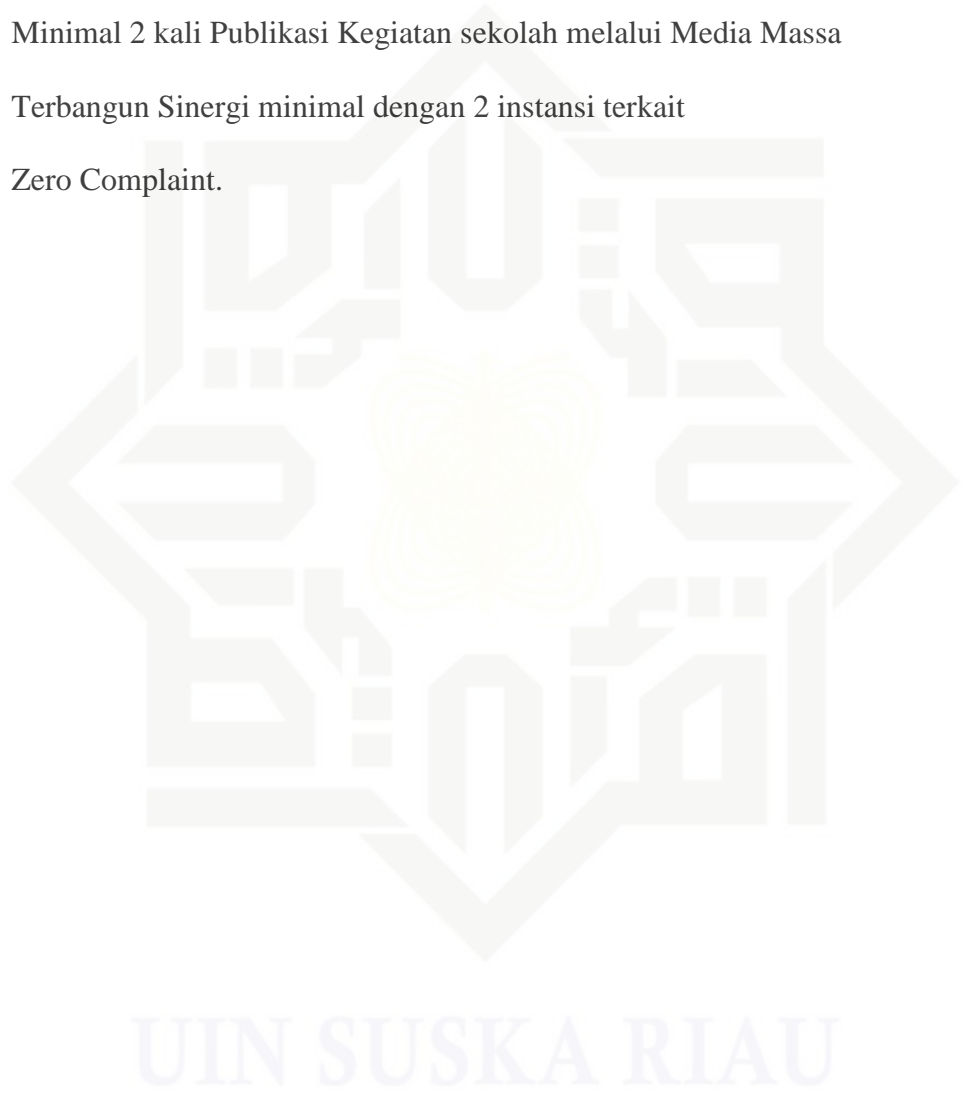 Minimal 2 kali Publikasi Kegiatan sekolah melalui Media Massa
Terbangun Sinergi minimal dengan 2 instansi terkait
Zero Complaint.
UIN SUSKA RIAU